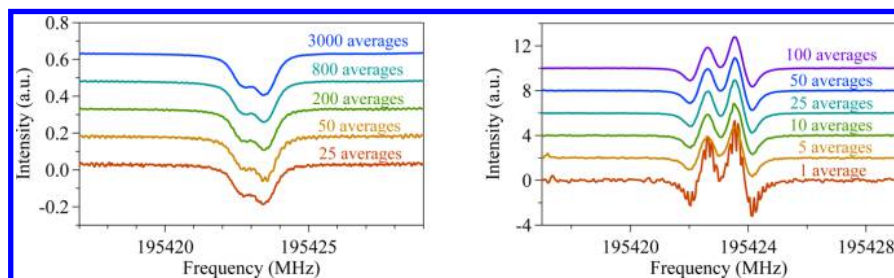 0.8
0.6
0.4
0.2
0.0
-0.2
Intensity (a.u.)
3000 averages
800 averages
200 averages
50 averages
25 averages
195420
195425
Frequency (MHz)
12
8
4
0
-4
Intensity (a.u.)
100 averages
50 averages
25 averages
10 averages
5 averages
1 average
195420
195424
195428
Frequency (MHz)